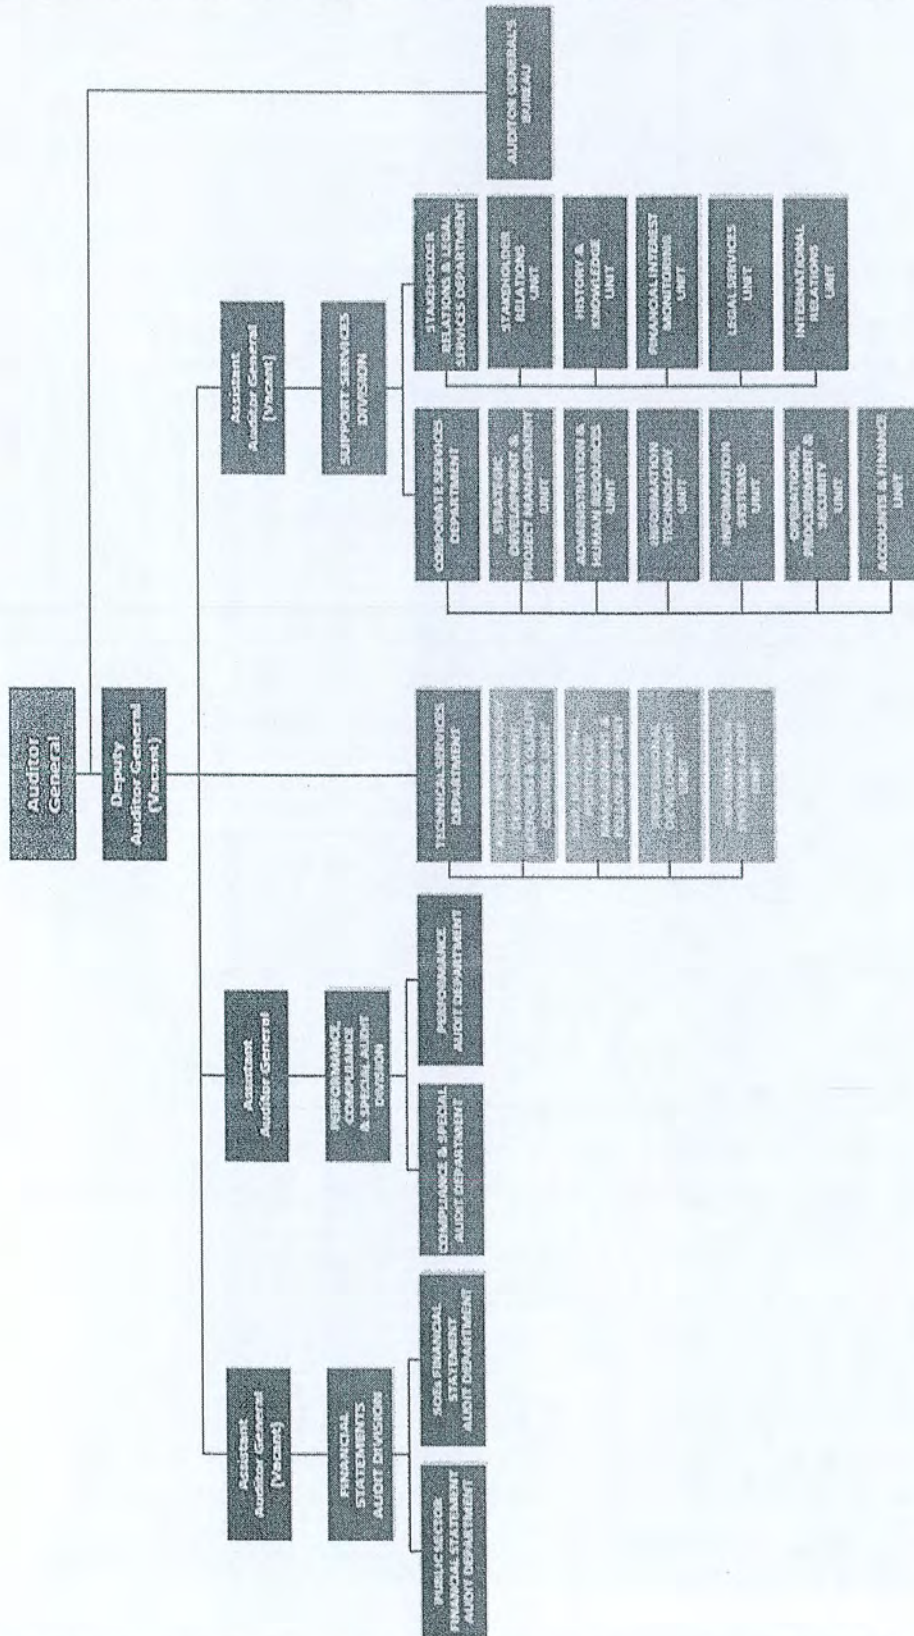 Auditor
General
Deputy
Auditor General
(Vacant)
Assistant
Auditor General
(Vacant)
FINANCIAL
STATEMENTS
AUDIT DIVISION
PUBLIC SECTOR
FINANCIAL STATEMENT
AUDIT DEPARTMENT
SOEs FINANCIAL
STATEMENT
AUDIT DEPARTMENT
Assistant
Auditor General
PERFORMANCE,
COMPLIANCE
& SPECIAL AUDIT
DIVISION
COMPLIANCE & SPECIAL
AUDIT DEPARTMENT
PERFORMANCE
AUDIT DEPARTMENT
TECHNICAL SERVICES
DEPARTMENT
PROFESSIONAL
DEVELOPMENT
UNIT
UNIT
Assistant
Auditor General
(Vacant)
SUPPORT SERVICES
DIVISION
CORPORATE SERVICES
DEPARTMENT
STRATEGIC
DEVELOPMENT &
PROJECT MANAGEMENT
UNIT
ADMINISTRATION &
HUMAN RESOURCES
UNIT
INFORMATION
TECHNOLOGY
UNIT
INFORMATION
SYSTEMS
UNIT
OPERATIONS,
PROCUREMENT &
SECURITY
UNIT
ACCOUNTS & FINANCE
UNIT
STAKEHOLDER
RELATIONS & LEGAL
SERVICES DEPARTMENT
STAKEHOLDER
RELATIONS
UNIT
HISTORY &
KNOWLEDGE
UNIT
FINANCIAL INTEREST
MONITORING
UNIT
LEGAL SERVICES
UNIT
INTERNATIONAL
RELATIONS
UNIT
AUDITOR GENERAL'S
BUREAU